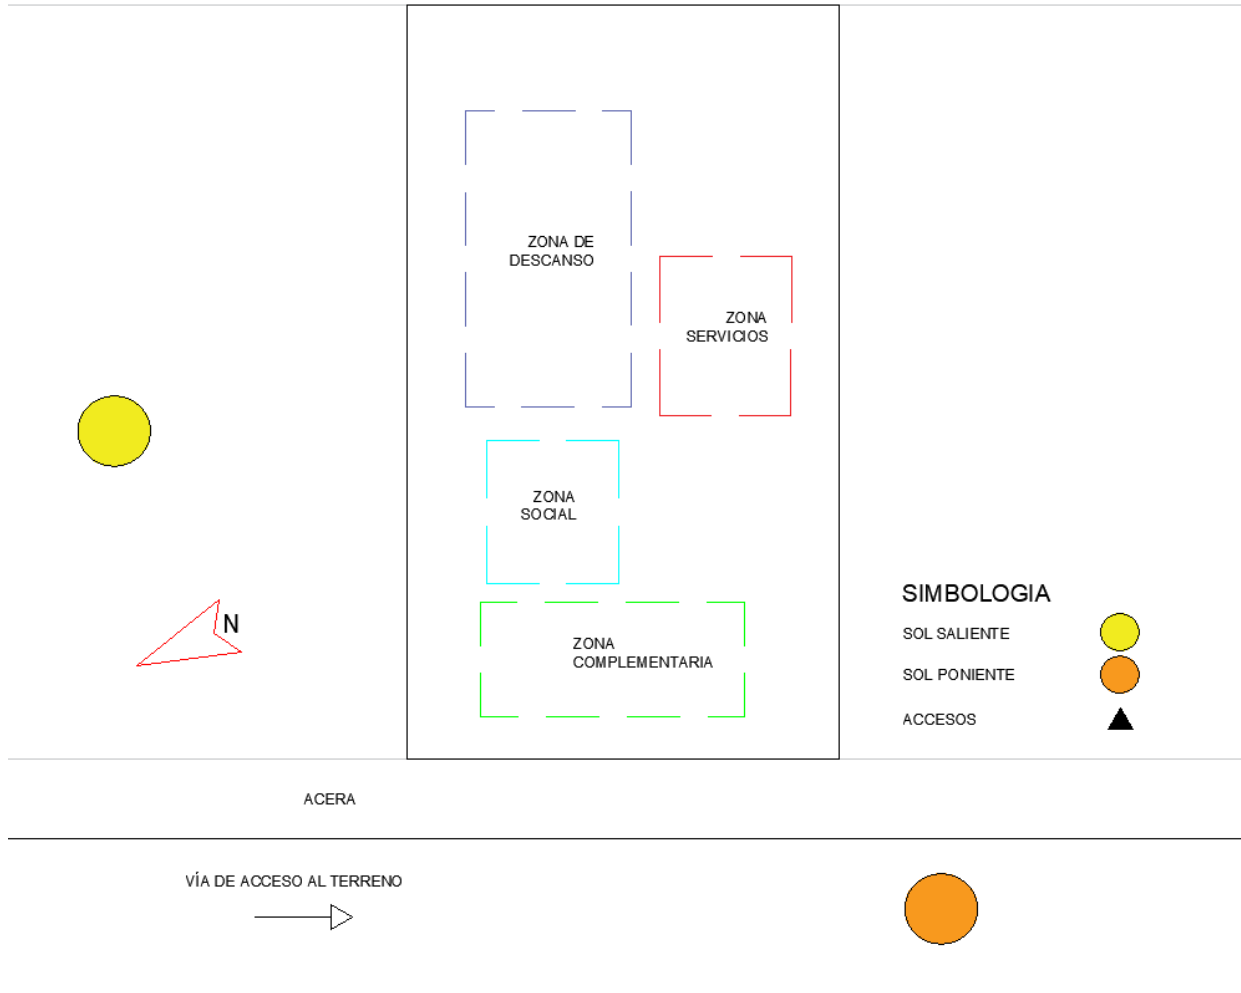 ZONA DE
DESCANSO
ZONA
SERVICIOS
ZONA
SOCIAL
N
ZONA
COMPLEMENTARIA
SIMBOLOGIA
SOL SALIENTE
SOL PONIENTE
ACCESOS
ACERA
VÍA DE ACCESO AL TERRENO